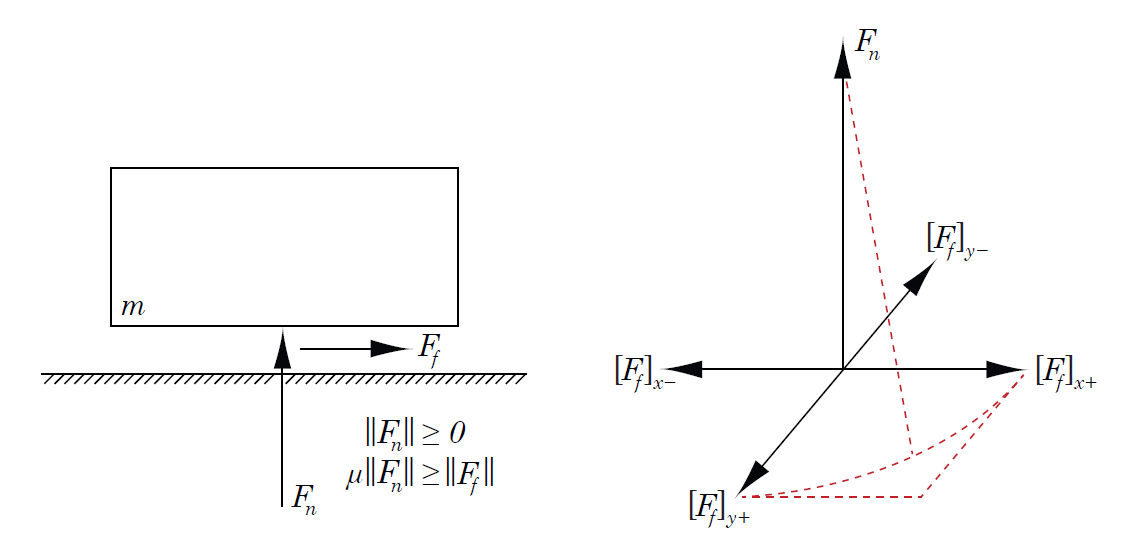 m
F_f
‖F_n‖ ≥ 0
μ‖F_n‖ ≥ ‖F_f‖
F_n
F_n
[F_f]_{y−}
[F_f]_{x−}
[F_f]_{x+}
[F_f]_{y+}